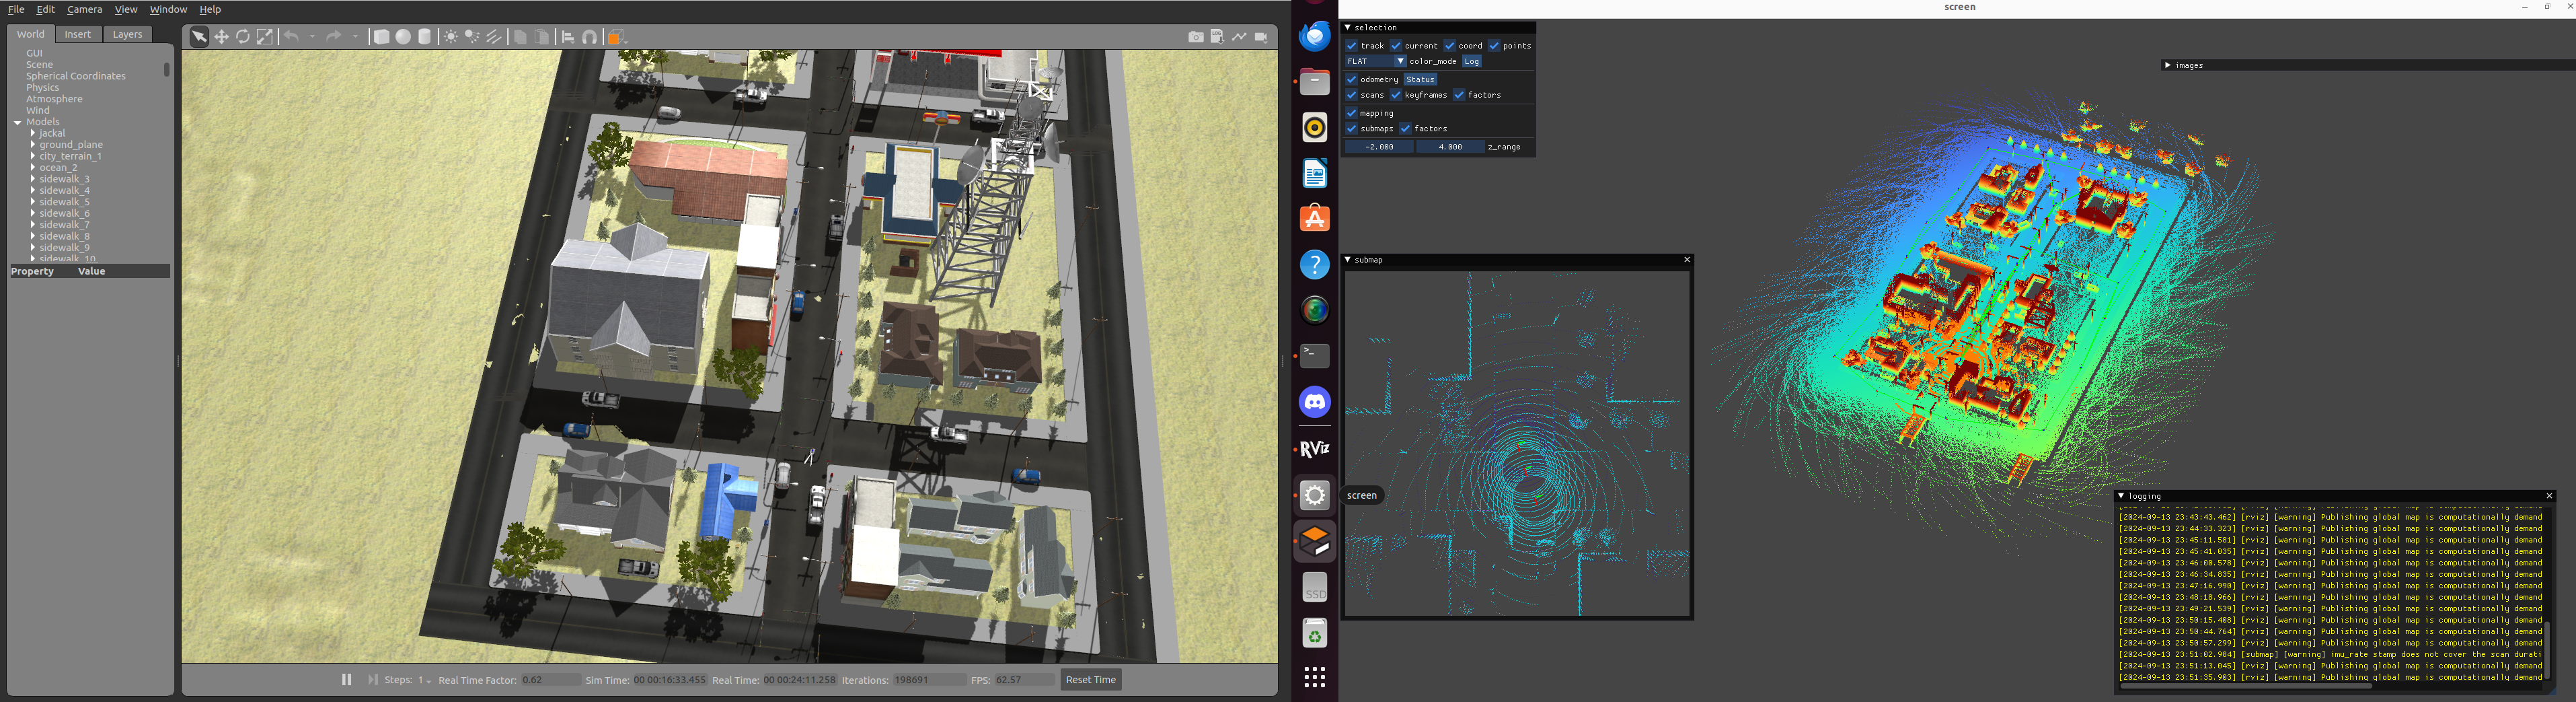 File Edit Camera View Window Help
World Insert Layers
GUI
Scene
Spherical Coordinates
Physics
Atmosphere
Wind
Models
jackal
ground_plane
city_terrain_1
ocean_2
sidewalk_3
sidewalk_4
sidewalk_5
sidewalk_6
sidewalk_7
sidewalk_8
sidewalk_9
sidewalk_10
Property Value
LOG
Steps: 1 Real Time Factor: 0.62 Sim Time: 00 00:16:33.455 Real Time: 00 00:24:11.258 Iterations: 198691 FPS: 62.57 Reset Time
RViz
SSD
screen
screen
selection
track current coord points
FLAT color_mode Log
odometry Status
scans keyframes factors
mapping
submaps factors
-2.000 4.000 z_range
images
submap
logging
[2024-09-13 23:43:43.462] [rviz] [warning] Publishing global map is computationally demand
[2024-09-13 23:44:33.323] [rviz] [warning] Publishing global map is computationally demand
[2024-09-13 23:45:11.581] [rviz] [warning] Publishing global map is computationally demand
[2024-09-13 23:45:41.035] [rviz] [warning] Publishing global map is computationally demand
[2024-09-13 23:46:08.578] [rviz] [warning] Publishing global map is computationally demand
[2024-09-13 23:46:34.835] [rviz] [warning] Publishing global map is computationally demand
[2024-09-13 23:47:16.998] [rviz] [warning] Publishing global map is computationally demand
[2024-09-13 23:48:18.966] [rviz] [warning] Publishing global map is computationally demand
[2024-09-13 23:49:21.539] [rviz] [warning] Publishing global map is computationally demand
[2024-09-13 23:50:15.408] [rviz] [warning] Publishing global map is computationally demand
[2024-09-13 23:50:44.764] [rviz] [warning] Publishing global map is computationally demand
[2024-09-13 23:50:57.299] [rviz] [warning] Publishing global map is computationally demand
[2024-09-13 23:51:02.984] [submap] [warning] imu_rate stamp does not cover the scan durati
[2024-09-13 23:51:13.045] [rviz] [warning] Publishing global map is computationally demand
[2024-09-13 23:51:35.903] [rviz] [warning] Publishing global map is computationally demand